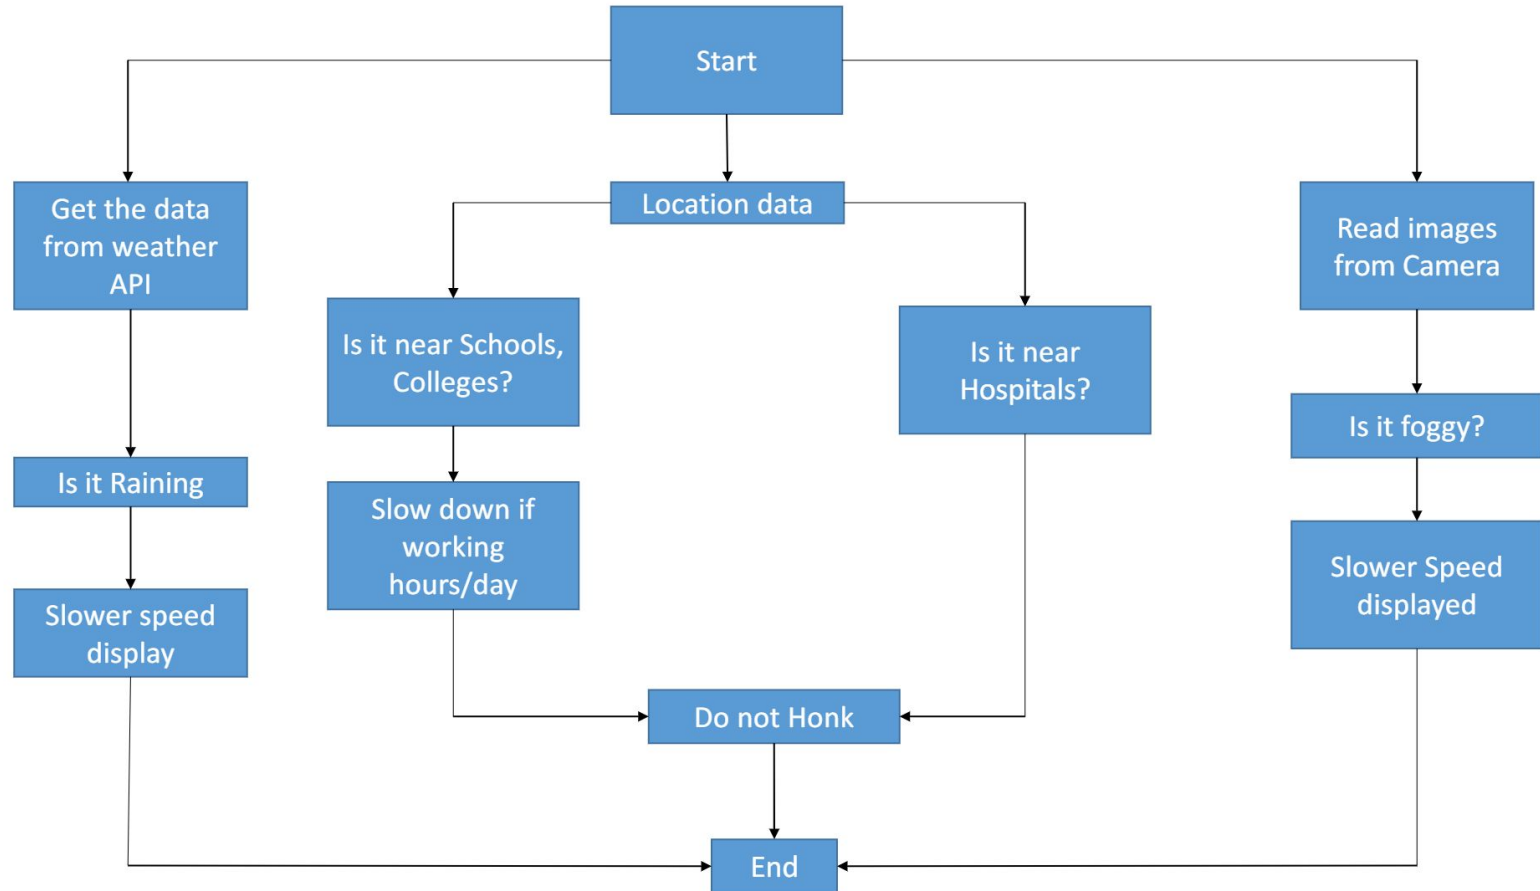 Start
Get the data
from weather
API
Location data
Read images
from Camera
Is it near Schools,
Colleges?
Is it near
Hospitals?
Is it foggy?
Is it Raining
Slow down if
working
hours/day
Slower Speed
displayed
Slower speed
display
Do not Honk
End